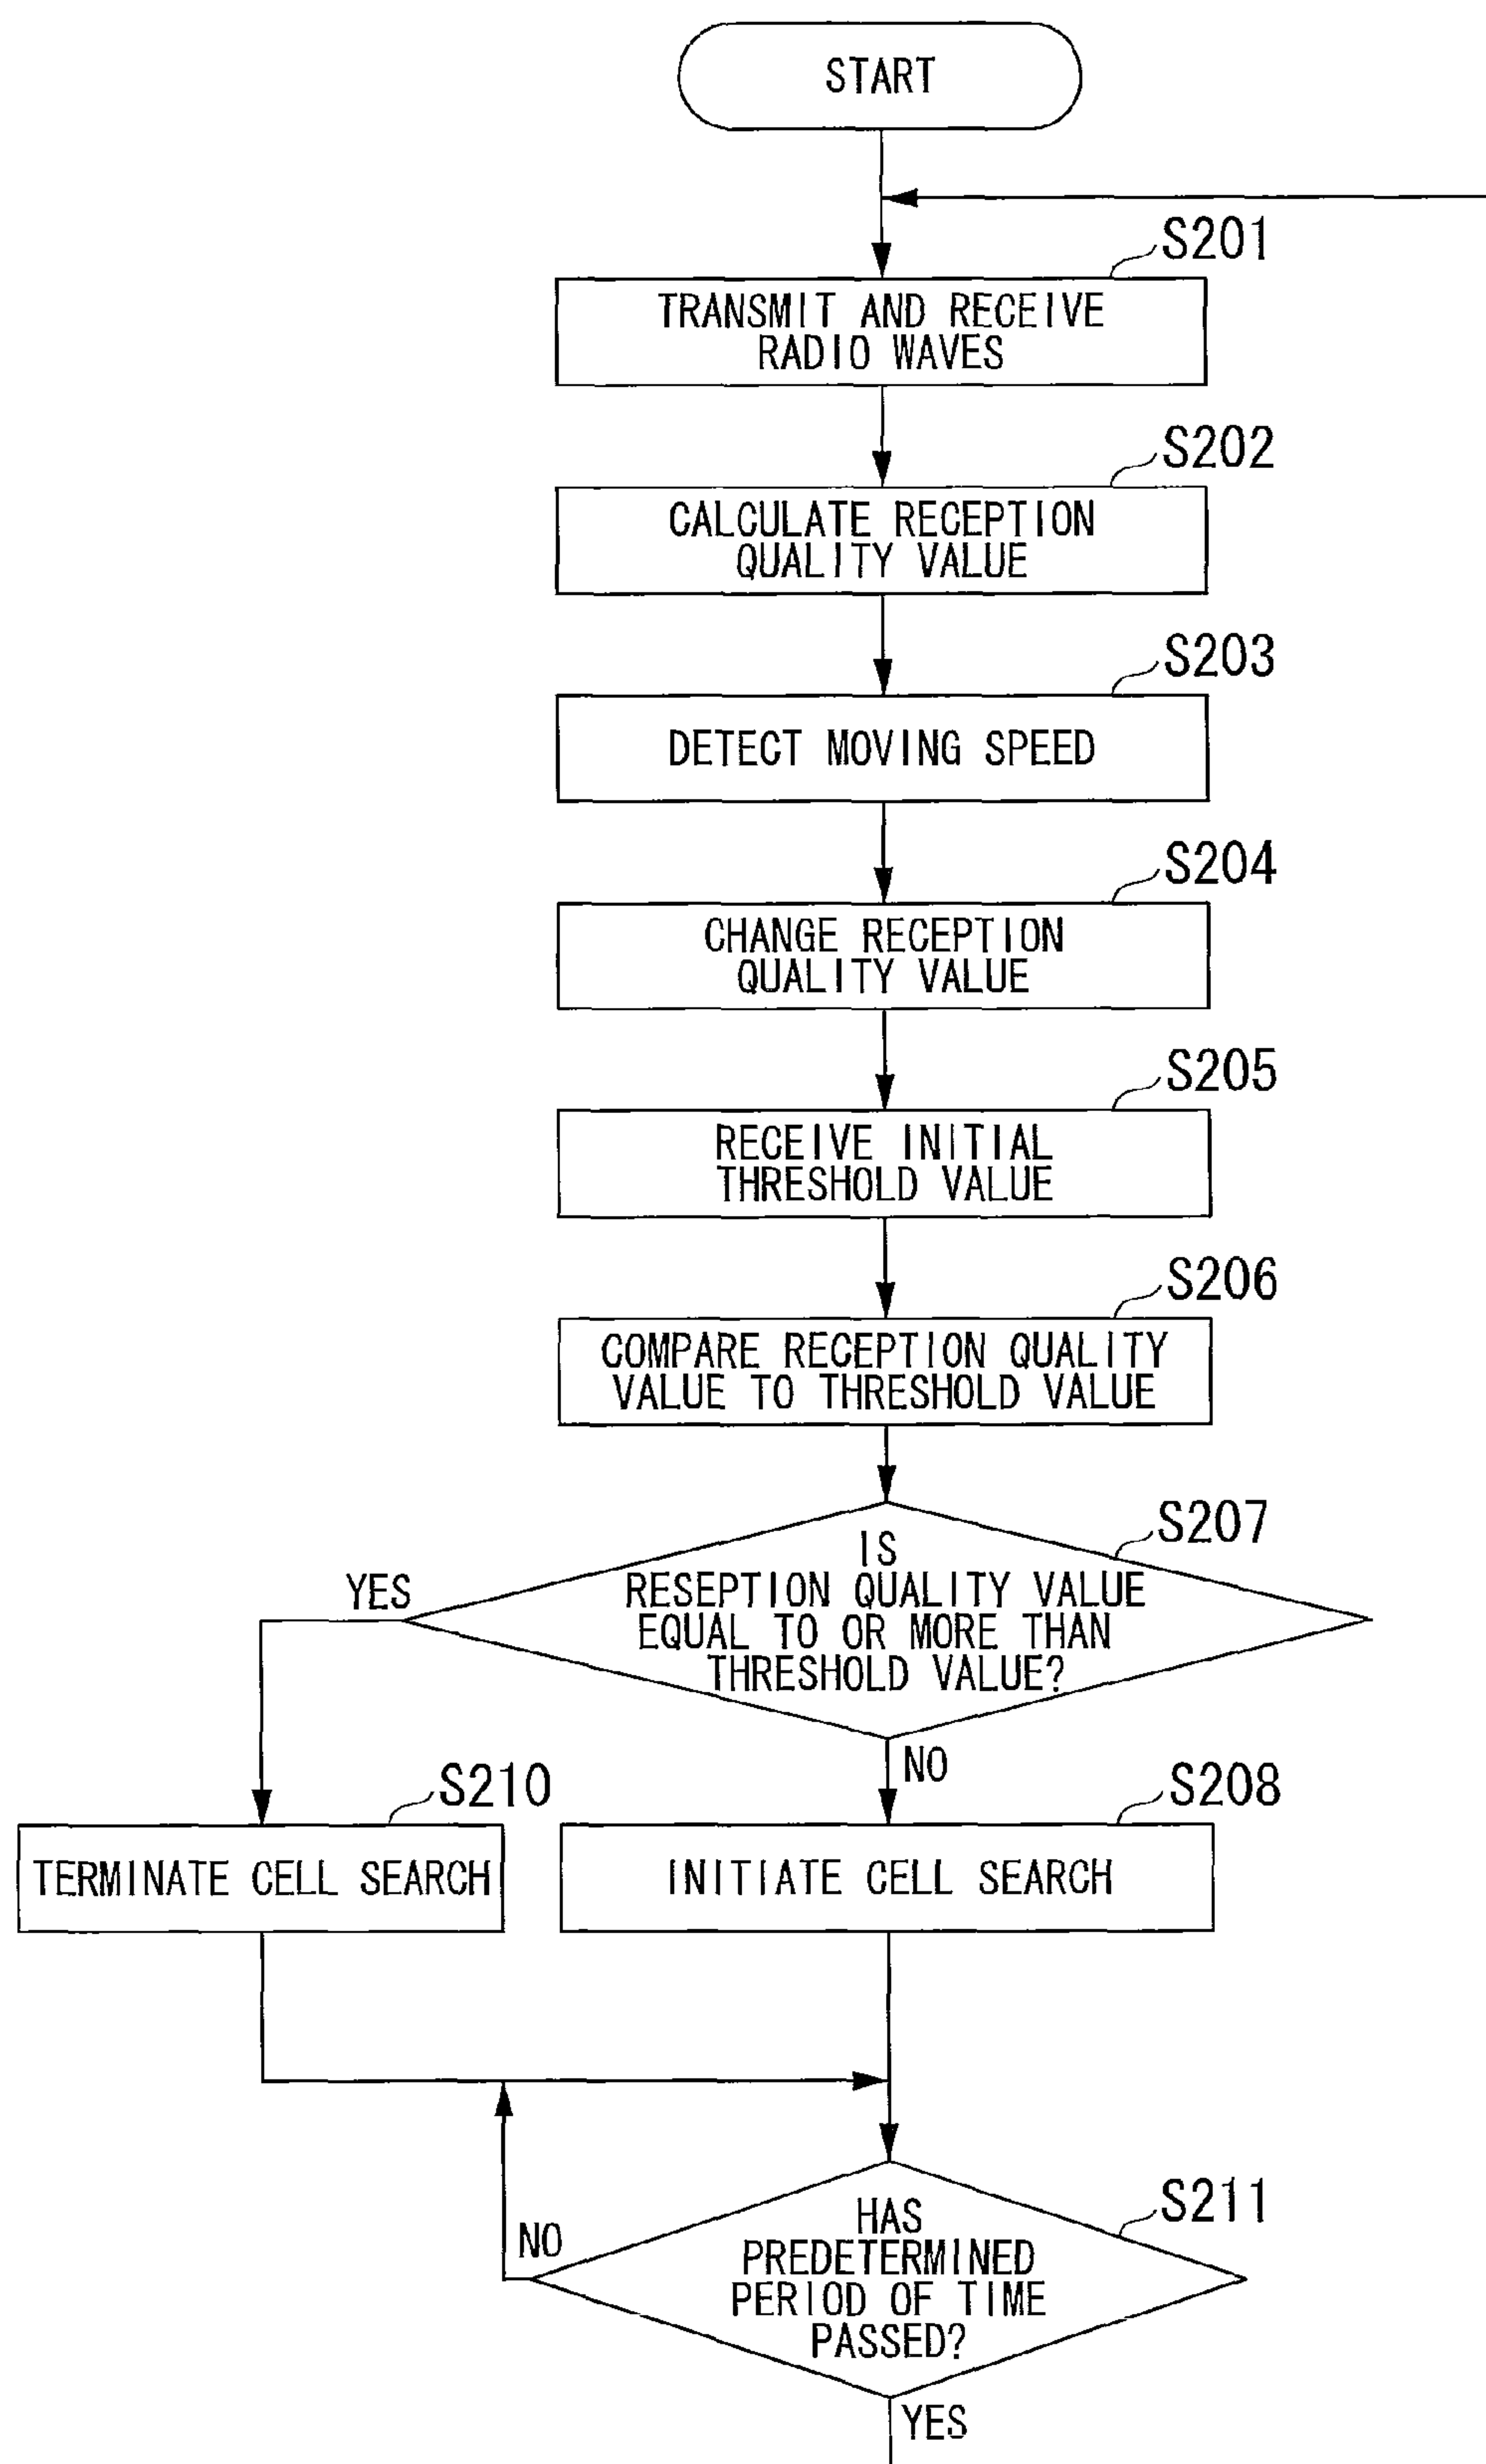 START
S201
TRANSMIT AND RECEIVE
RADIO WAVES
S202
CALCULATE RECEPTION
QUALITY VALUE
S203
DETECT MOVING SPEED
S204
CHANGE RECEPTION
QUALITY VALUE
S205
RECEIVE INITIAL
THRESHOLD VALUE
S206
COMPARE RECEPTION QUALITY
VALUE TO THRESHOLD VALUE
S207
IS
RESEPTION QUALITY VALUE
EQUAL TO OR MORE THAN
THRESHOLD VALUE?
YES
NO
S210
TERMINATE CELL SEARCH
S208
INITIATE CELL SEARCH
S211
HAS
PREDETERMINED
PERIOD OF TIME
PASSED?
NO
YES